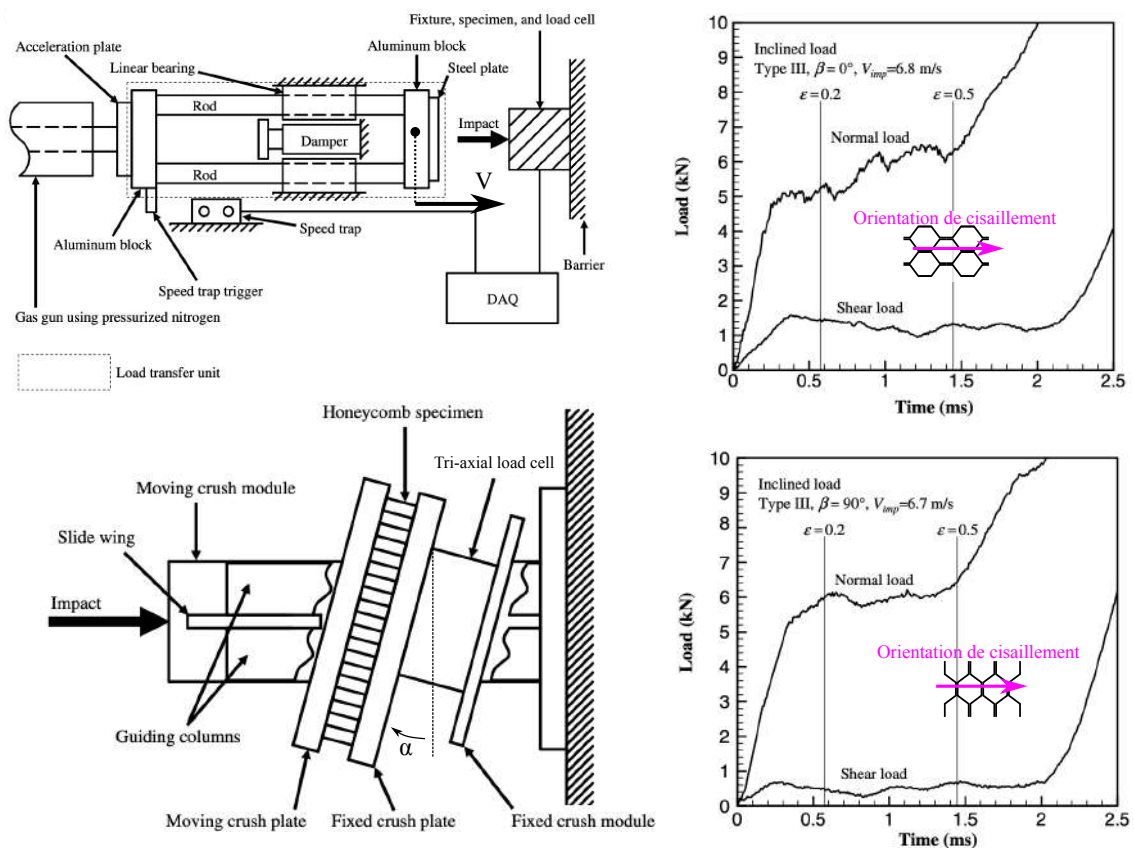 Fixture, specimen, and load cell
Acceleration plate
Aluminum block
Linear bearing
Steel plate
Rod
Impact
Damper
Rod
V
Speed trap
Aluminum block
Barrier
Speed trap trigger
DAQ
Gas gun using pressurized nitrogen
Load transfer unit
Honeycomb specimen
Tri-axial load cell
Moving crush module
Slide wing
Impact
Guiding columns
α
Moving crush plate
Fixed crush plate
Fixed crush module
10
9
8
7
6
5
4
3
2
1
0
Load (kN)
Inclined load
Type III, β=0°, Vimp=6.8 m/s
ε=0.2
ε=0.5
Normal load
Orientation de cisaillement
Shear load
0
0.5
1
1.5
2
2.5
Time (ms)
10
9
8
7
6
5
4
3
2
1
0
Load (kN)
Inclined load
Type III, β= 90°, Vimp=6.7 m/s
ε=0.2
ε=0.5
Normal load
Orientation de cisaillement
Shear load
0
0.5
1
1.5
2
2.5
Time (ms)